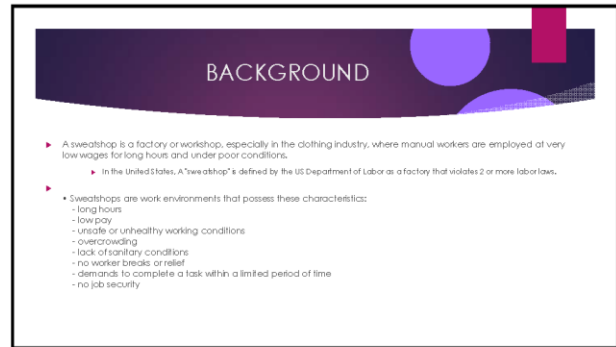 BACKGROUND
A sweatshop is a factory or workshop, especially in the clothing industry, where manual workers are employed at very
low wages for long hours and under poor conditions.
In the United States, A "sweatshop" is defined by the US Department of Labor as a factory that violates 2 or more labor laws.
• Sweatshops are work environments that possess these characteristics:
- long hours
- low pay
- unsafe or unhealthy working conditions
- overcrowding
- lack of sanitary conditions
- no worker breaks or relief
- demands to complete a task within a limited period of time
- no job security